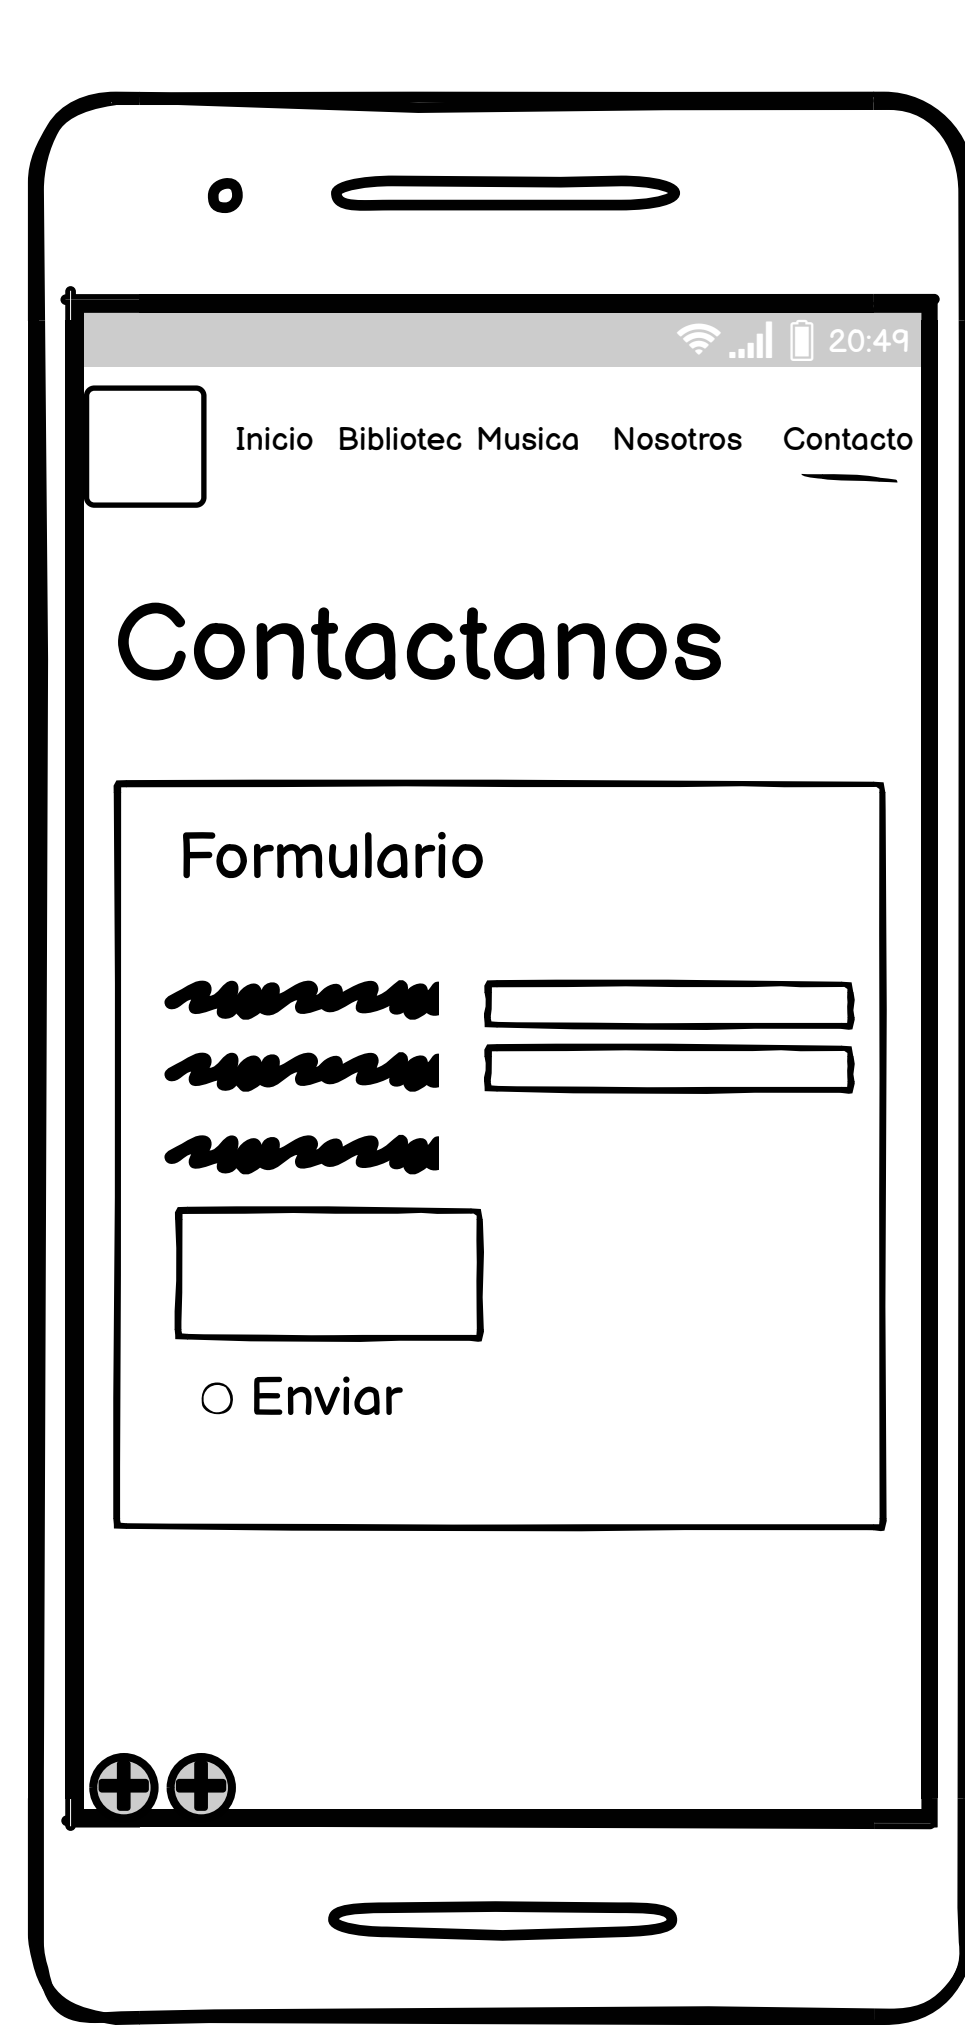 20:49
Inicio Bibliotec Musica Nosotros Contacto
Contactanos
Formulario
Enviar